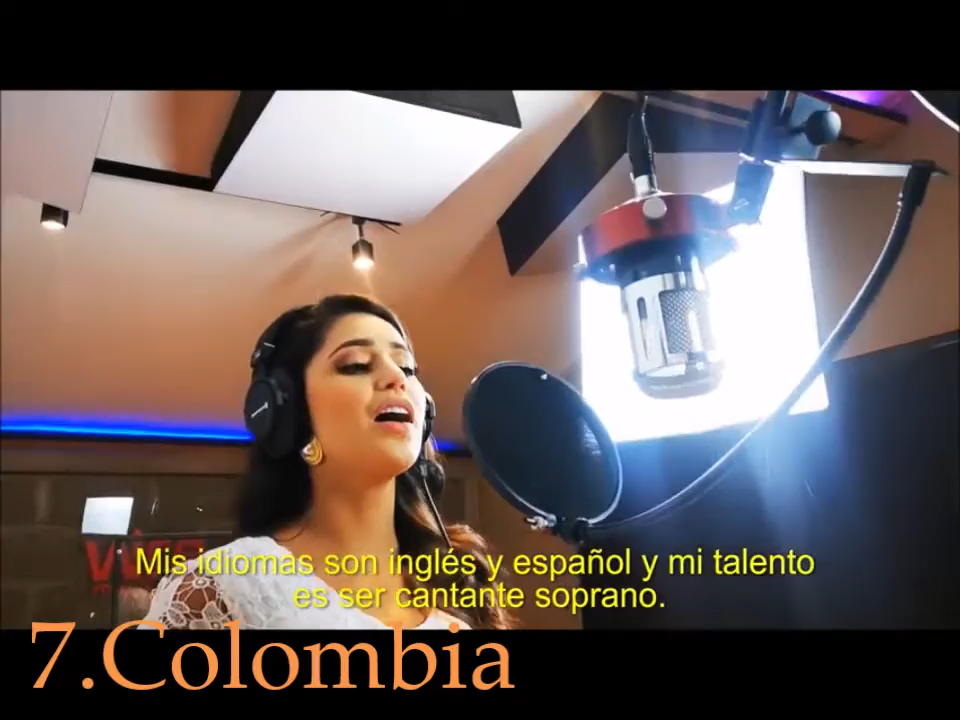 Mis idiomas son inglés y español y mi talento
es ser cantante soprano.
7.Colombia